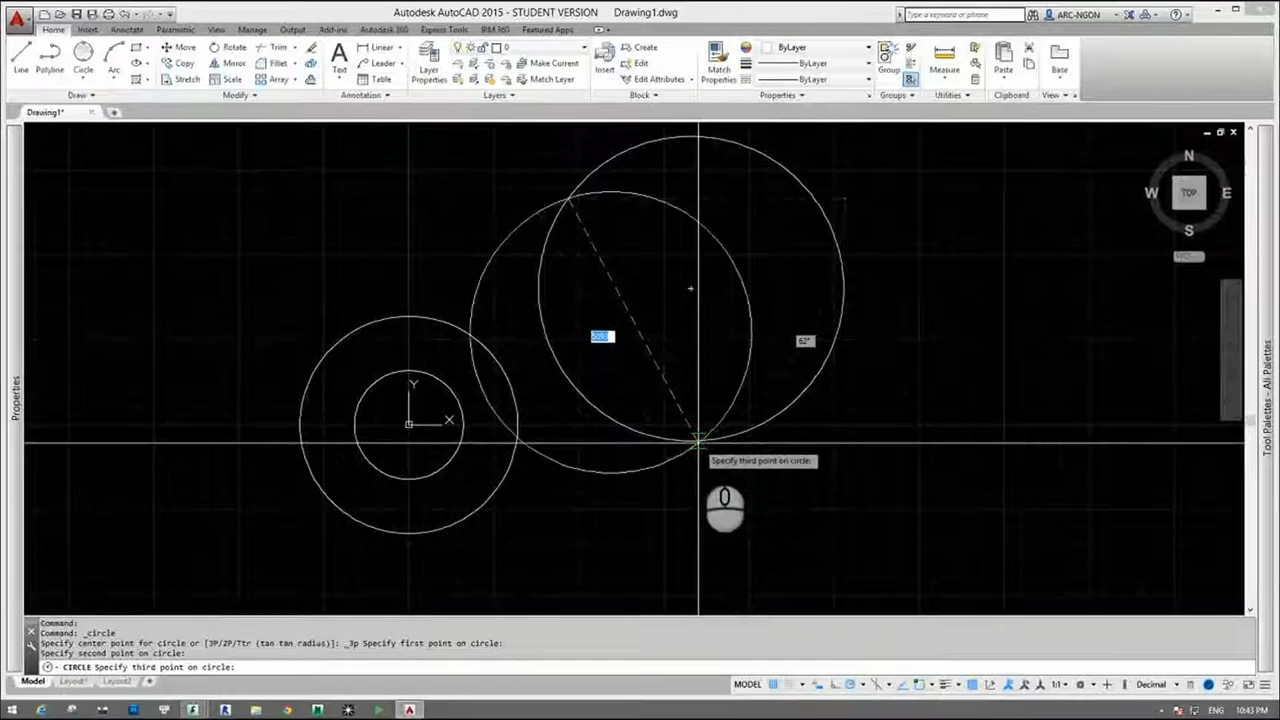 Autodesk AutoCAD 2015 - STUDENT VERSION Drawing1.dwg
Type a keyword or phrase
ARC-NGON
Home Insert Annotate Parametric View Manage Output Add-ins Autodesk 360 Express Tools BIM 360 Featured Apps
Line Polyline Circle Arc
Move Rotate Trim
Copy Mirror Fillet
Stretch Scale Array
Text
Linear
Leader
Table
Layer Properties
0
Make Current
Match Layer
Insert
Create
Edit
Edit Attributes
Match Properties
ByLayer
ByLayer
ByLayer
Group
Measure
Paste
Base
Draw Modify Annotation Layers Block Properties Groups Utilities Clipboard View
Drawing1*
N
W TOP E
S
62°
Y
X
Specify third point on circle:
Properties
Tool Palettes - All Palettes
Command:
Command: _circle
Specify center point for circle or [3P/2P/Ttr (tan tan radius)]: _3p Specify first point on circle:
Specify second point on circle:
CIRCLE Specify third point on circle:
Model Layout1 Layout2
MODEL 1:1 Decimal
ENG 10:43 PM